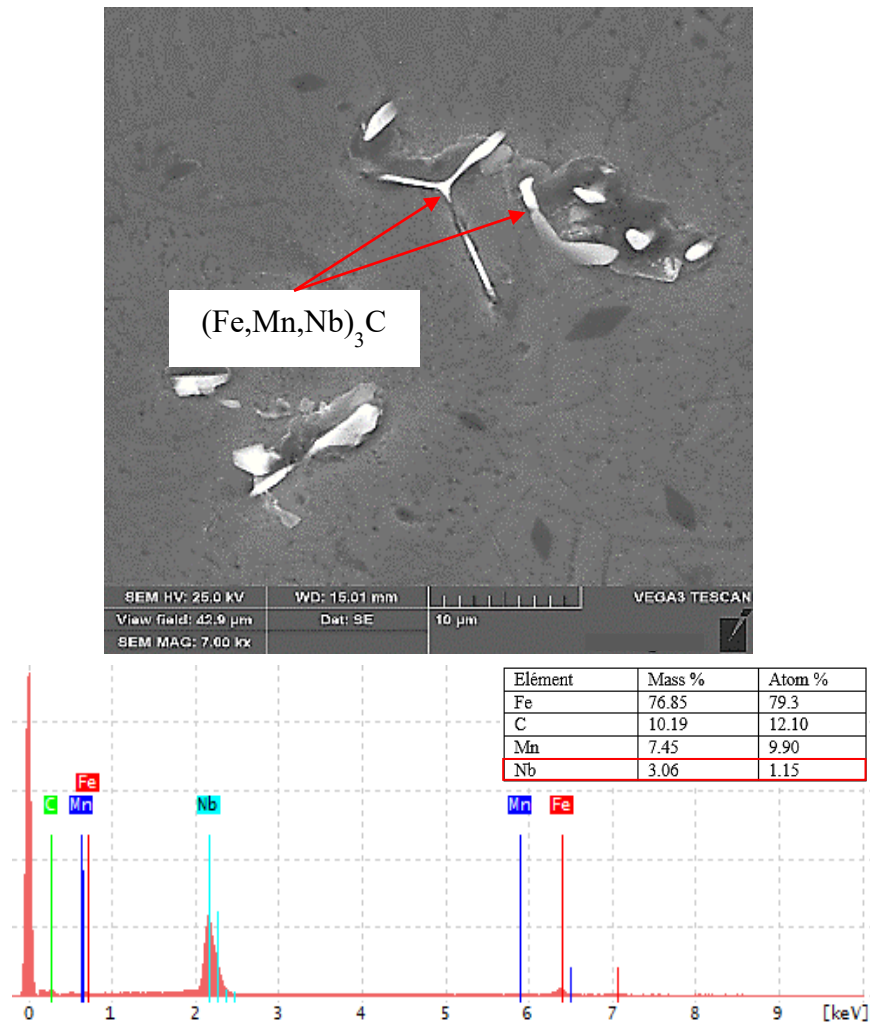 (Fe,Mn,Nb)3C
SEM HV: 25.0 kV WD: 15.01 mm VEGA3 TESCAN
View field: 42.9 µm Det: SE 10 µm
SEM MAG: 7.00 kx
Elément Mass % Atom %
Fe 76.85 79.3
C 10.19 12.10
Mn 7.45 9.90
Nb 3.06 1.15
Fe
C Mn Nb Mn Fe
0 1 2 3 4 5 6 7 8 9 [keV]